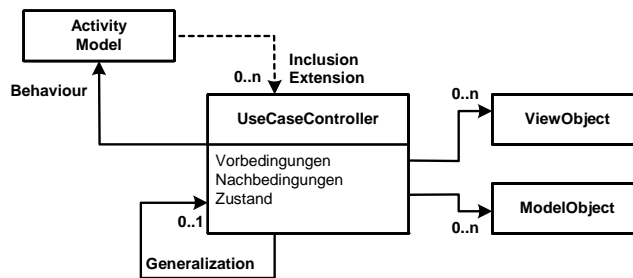 Activity
Model
Inclusion
Extension
0..n
Behaviour
UseCaseController
0..n
ViewObject
Vorbedingungen
Nachbedingungen
Zustand
0..1
ModelObject
0..n
Generalization